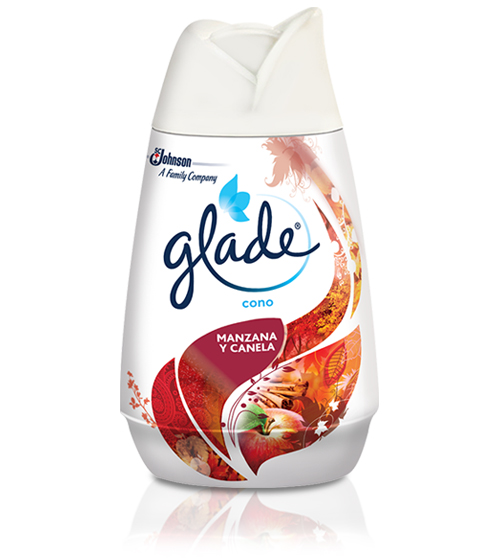 SC Johnson
A Family Company
glade®
cono
MANZANA
Y CANELA